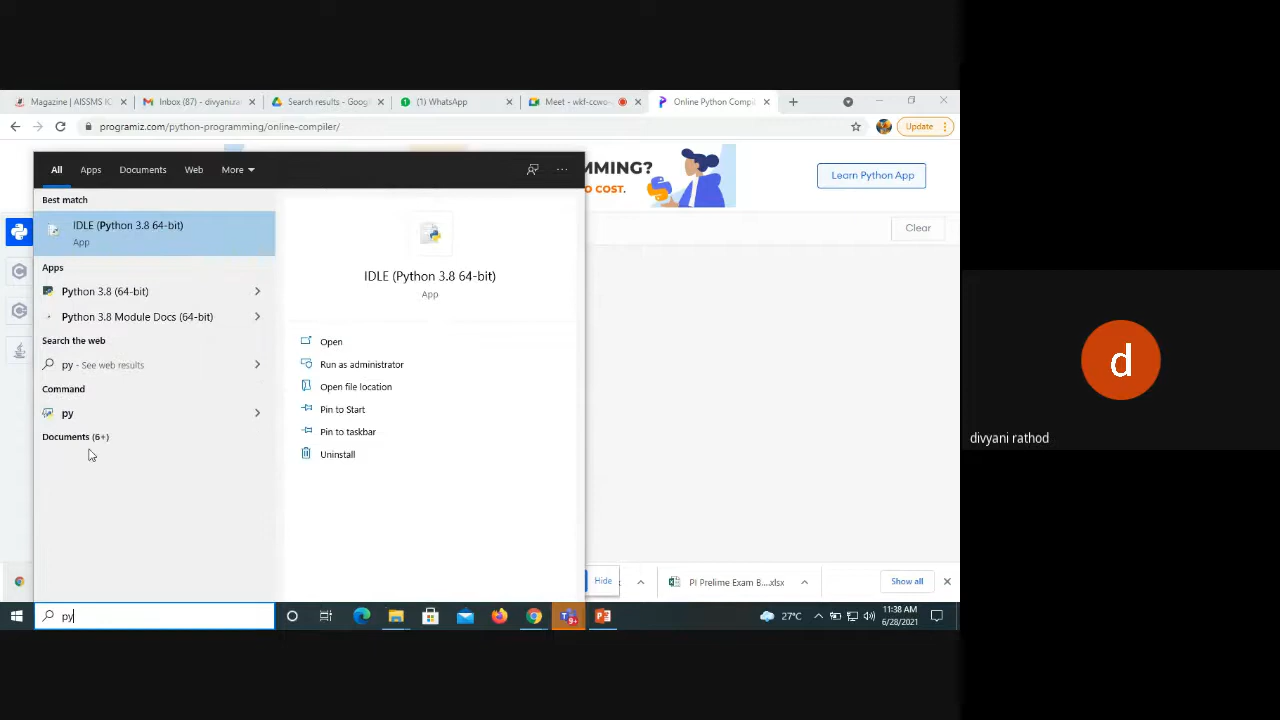 Magazine | AISSMS I
Inbox (87) - divyani.ra
Search results - Goog
(1) WhatsApp
Meet - wkf-ccwo-
Online Python Compi
programiz.com/python-programming/online-compiler/
Update
All Apps Documents Web More
MMING?
O COST.
Learn Python App
Best match
IDLE (Python 3.8 64-bit)
App
Clear
Apps
Python 3.8 (64-bit)
Python 3.8 Module Docs (64-bit)
Search the web
py - See web results
Command
py
Documents (6+)
IDLE (Python 3.8 64-bit)
App
Open
Run as administrator
Open file location
Pin to Start
Pin to taskbar
Uninstall
d
divyani rathod
Hide
PI Prelime Exam B....xlsx
Show all
py
9+
27°C
11:38 AM
6/28/2021